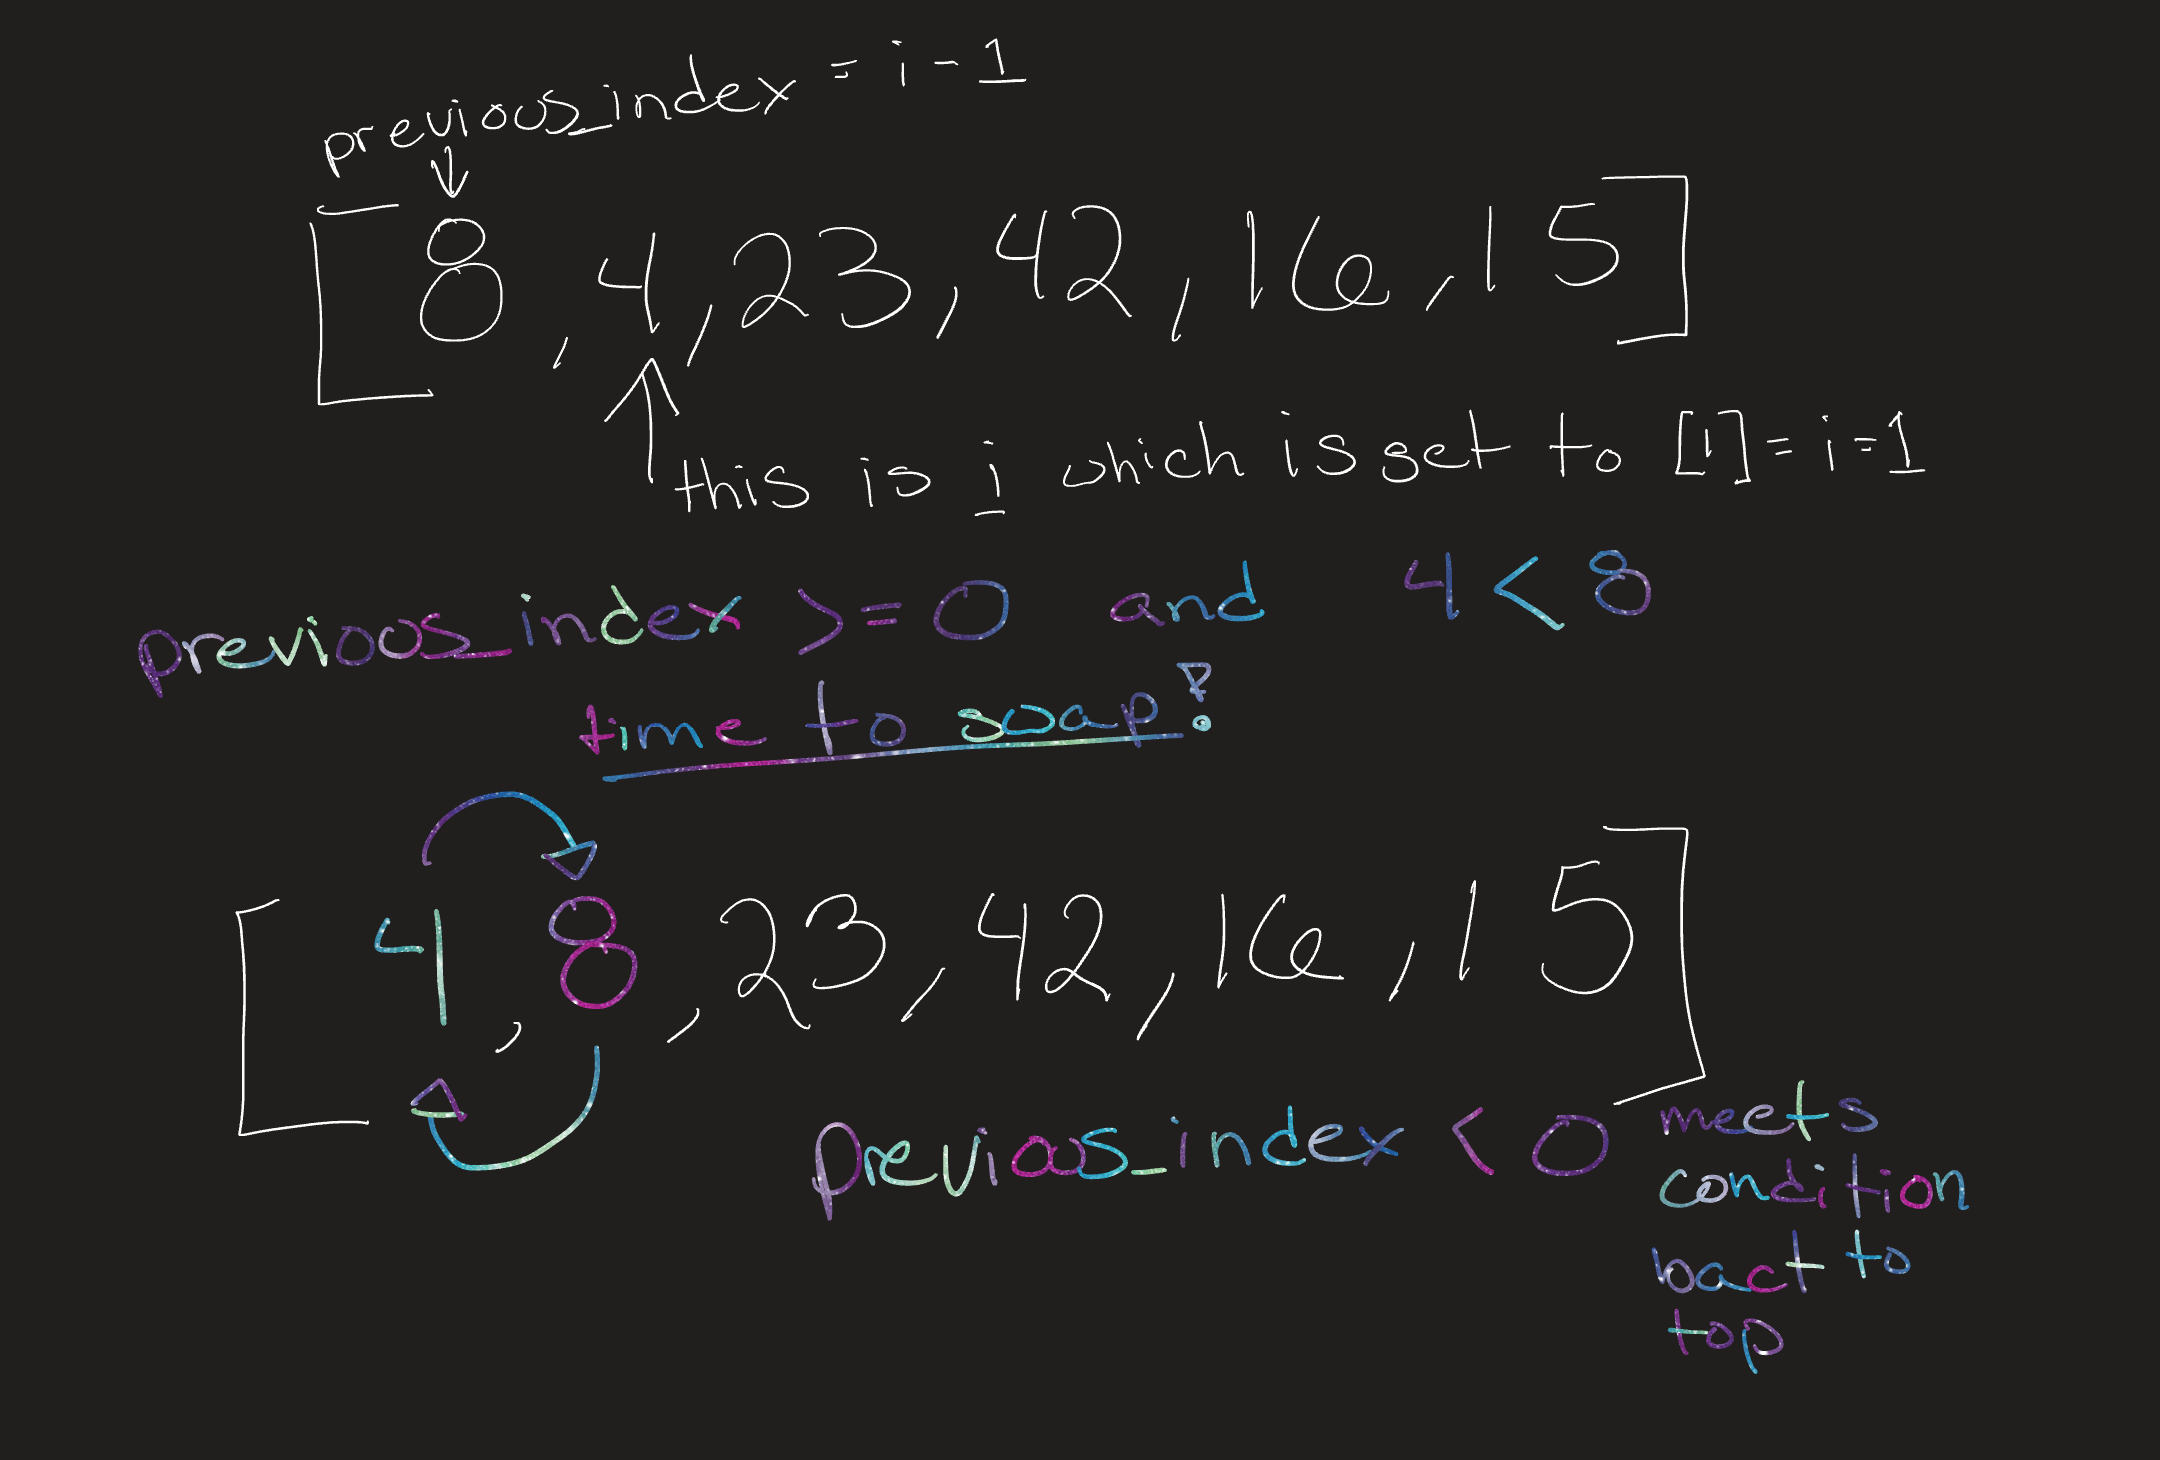 previous_index = i - 1
[8, 4, 23, 42, 16, 15]
this is i which is set to [1] = i = 1
previous_index >= 0 and 4 < 8
time to swap!
[4, 8, 23, 42, 16, 15]
previous_index < 0 meets
condition
bact to
top